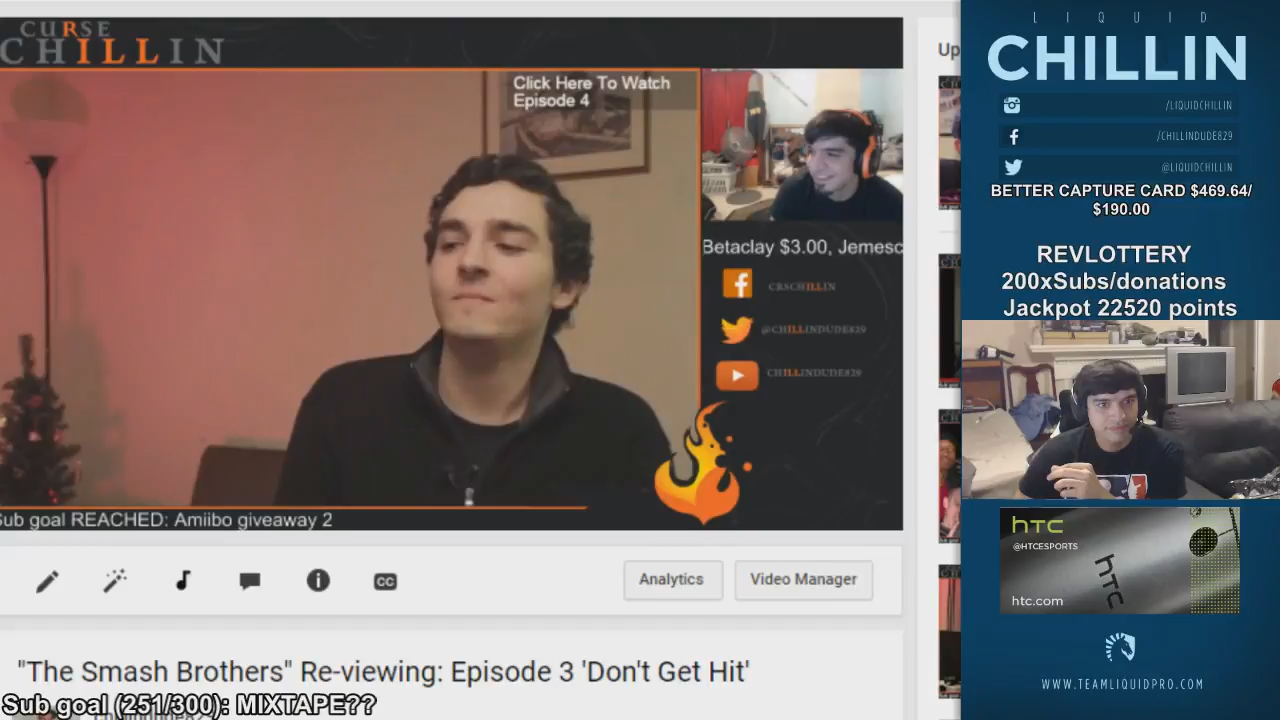 CURSE
CHILLIN
Click Here To Watch
Episode 4
Betaclay $3.00, Jemesc
CRSCHILLIN
@CHILLINDUDE829
CHILLINDUDE829
Sub goal REACHED: Amiibo giveaway 2
CC
Analytics
Video Manager
"The Smash Brothers" Re-viewing: Episode 3 'Don't Get Hit'
Sub goal (251/300): MIXTAPE??
Up
LIQUID
CHILLIN
/LIQUIDCHILLIN
/CHILLINDUDE829
@LIQUIDCHILLIN
BETTER CAPTURE CARD $469.64/
$190.00
REVLOTTERY
200xSubs/donations
Jackpot 22520 points
hTC
@HTCESPORTS
hTC
htc.com
WWW.TEAMLIQUIDPRO.COM